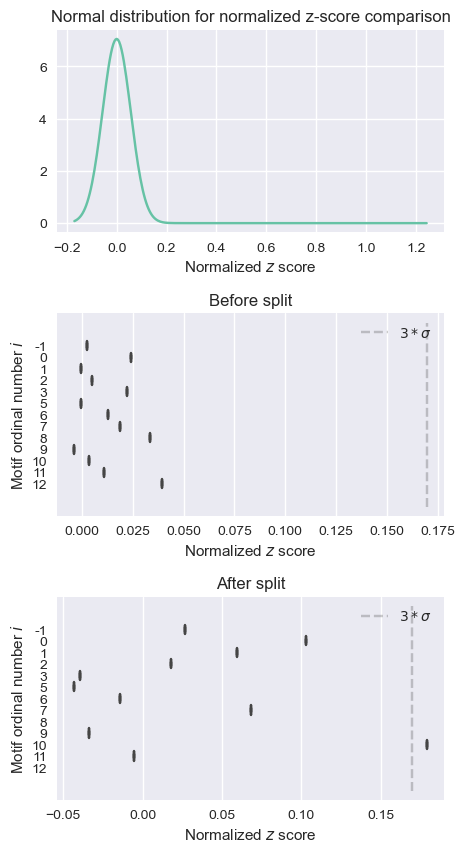 Normal distribution for normalized z-score comparison
6
4
2
0
−0.2 0.0 0.2 0.4 0.6 0.8 1.0 1.2
Normalized z score
Before split
3 * σ
Motif ordinal number i
-1
0
1
2
3
5
6
7
8
9
10
11
12
0.000 0.025 0.050 0.075 0.100 0.125 0.150 0.175
Normalized z score
After split
3 * σ
Motif ordinal number i
-1
0
1
2
3
5
6
7
8
9
10
11
12
−0.05 0.00 0.05 0.10 0.15
Normalized z score